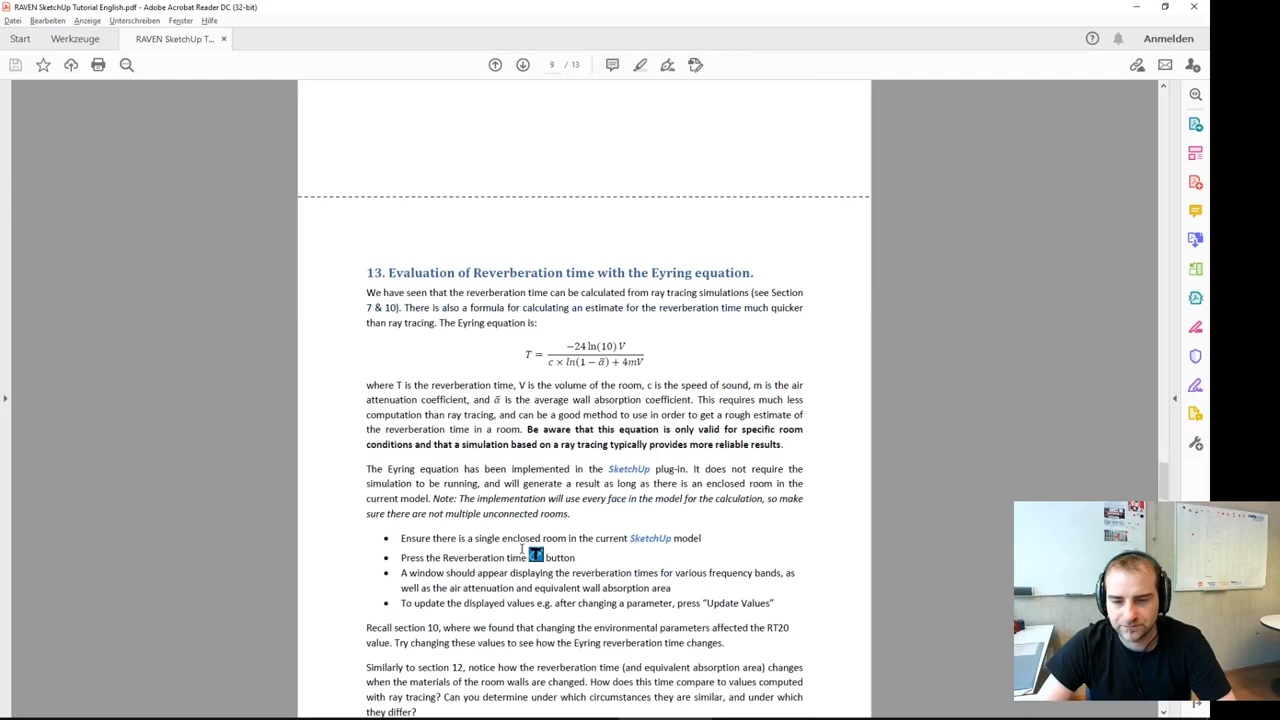 RAVEN SketchUp Tutorial English.pdf - Adobe Acrobat Reader DC (32-bit)
Datei Bearbeiten Anzeige Unterschreiben Fenster Hilfe
Start Werkzeuge RAVEN SketchUp T... × Anmelden
9 / 13
13. Evaluation of Reverberation time with the Eyring equation.
We have seen that the reverberation time can be calculated from ray tracing simulations (see Section
7 & 10). There is also a formula for calculating an estimate for the reverberation time much quicker
than ray tracing. The Eyring equation is:
T = −24 ln(10) V / c × ln(1 − ᾱ) + 4mV
where T is the reverberation time, V is the volume of the room, c is the speed of sound, m is the air
attenuation coefficient, and ᾱ is the average wall absorption coefficient. This requires much less
computation than ray tracing, and can be a good method to use in order to get a rough estimate of
the reverberation time in a room. Be aware that this equation is only valid for specific room
conditions and that a simulation based on a ray tracing typically provides more reliable results.
The Eyring equation has been implemented in the SketchUp plug-in. It does not require the
simulation to be running, and will generate a result as long as there is an enclosed room in the
current model. Note: The implementation will use every face in the model for the calculation, so make
sure there are not multiple unconnected rooms.
• Ensure there is a single enclosed room in the current SketchUp model
• Press the Reverberation time T button
• A window should appear displaying the reverberation times for various frequency bands, as
well as the air attenuation and equivalent wall absorption area
• To update the displayed values e.g. after changing a parameter, press “Update Values”
Recall section 10, where we found that changing the environmental parameters affected the RT20
value. Try changing these values to see how the Eyring reverberation time changes.
Similarly to section 12, notice how the reverberation time (and equivalent absorption area) changes
when the materials of the room walls are changed. How does this time compare to values computed
with ray tracing? Can you determine under which circumstances they are similar, and under which
they differ?